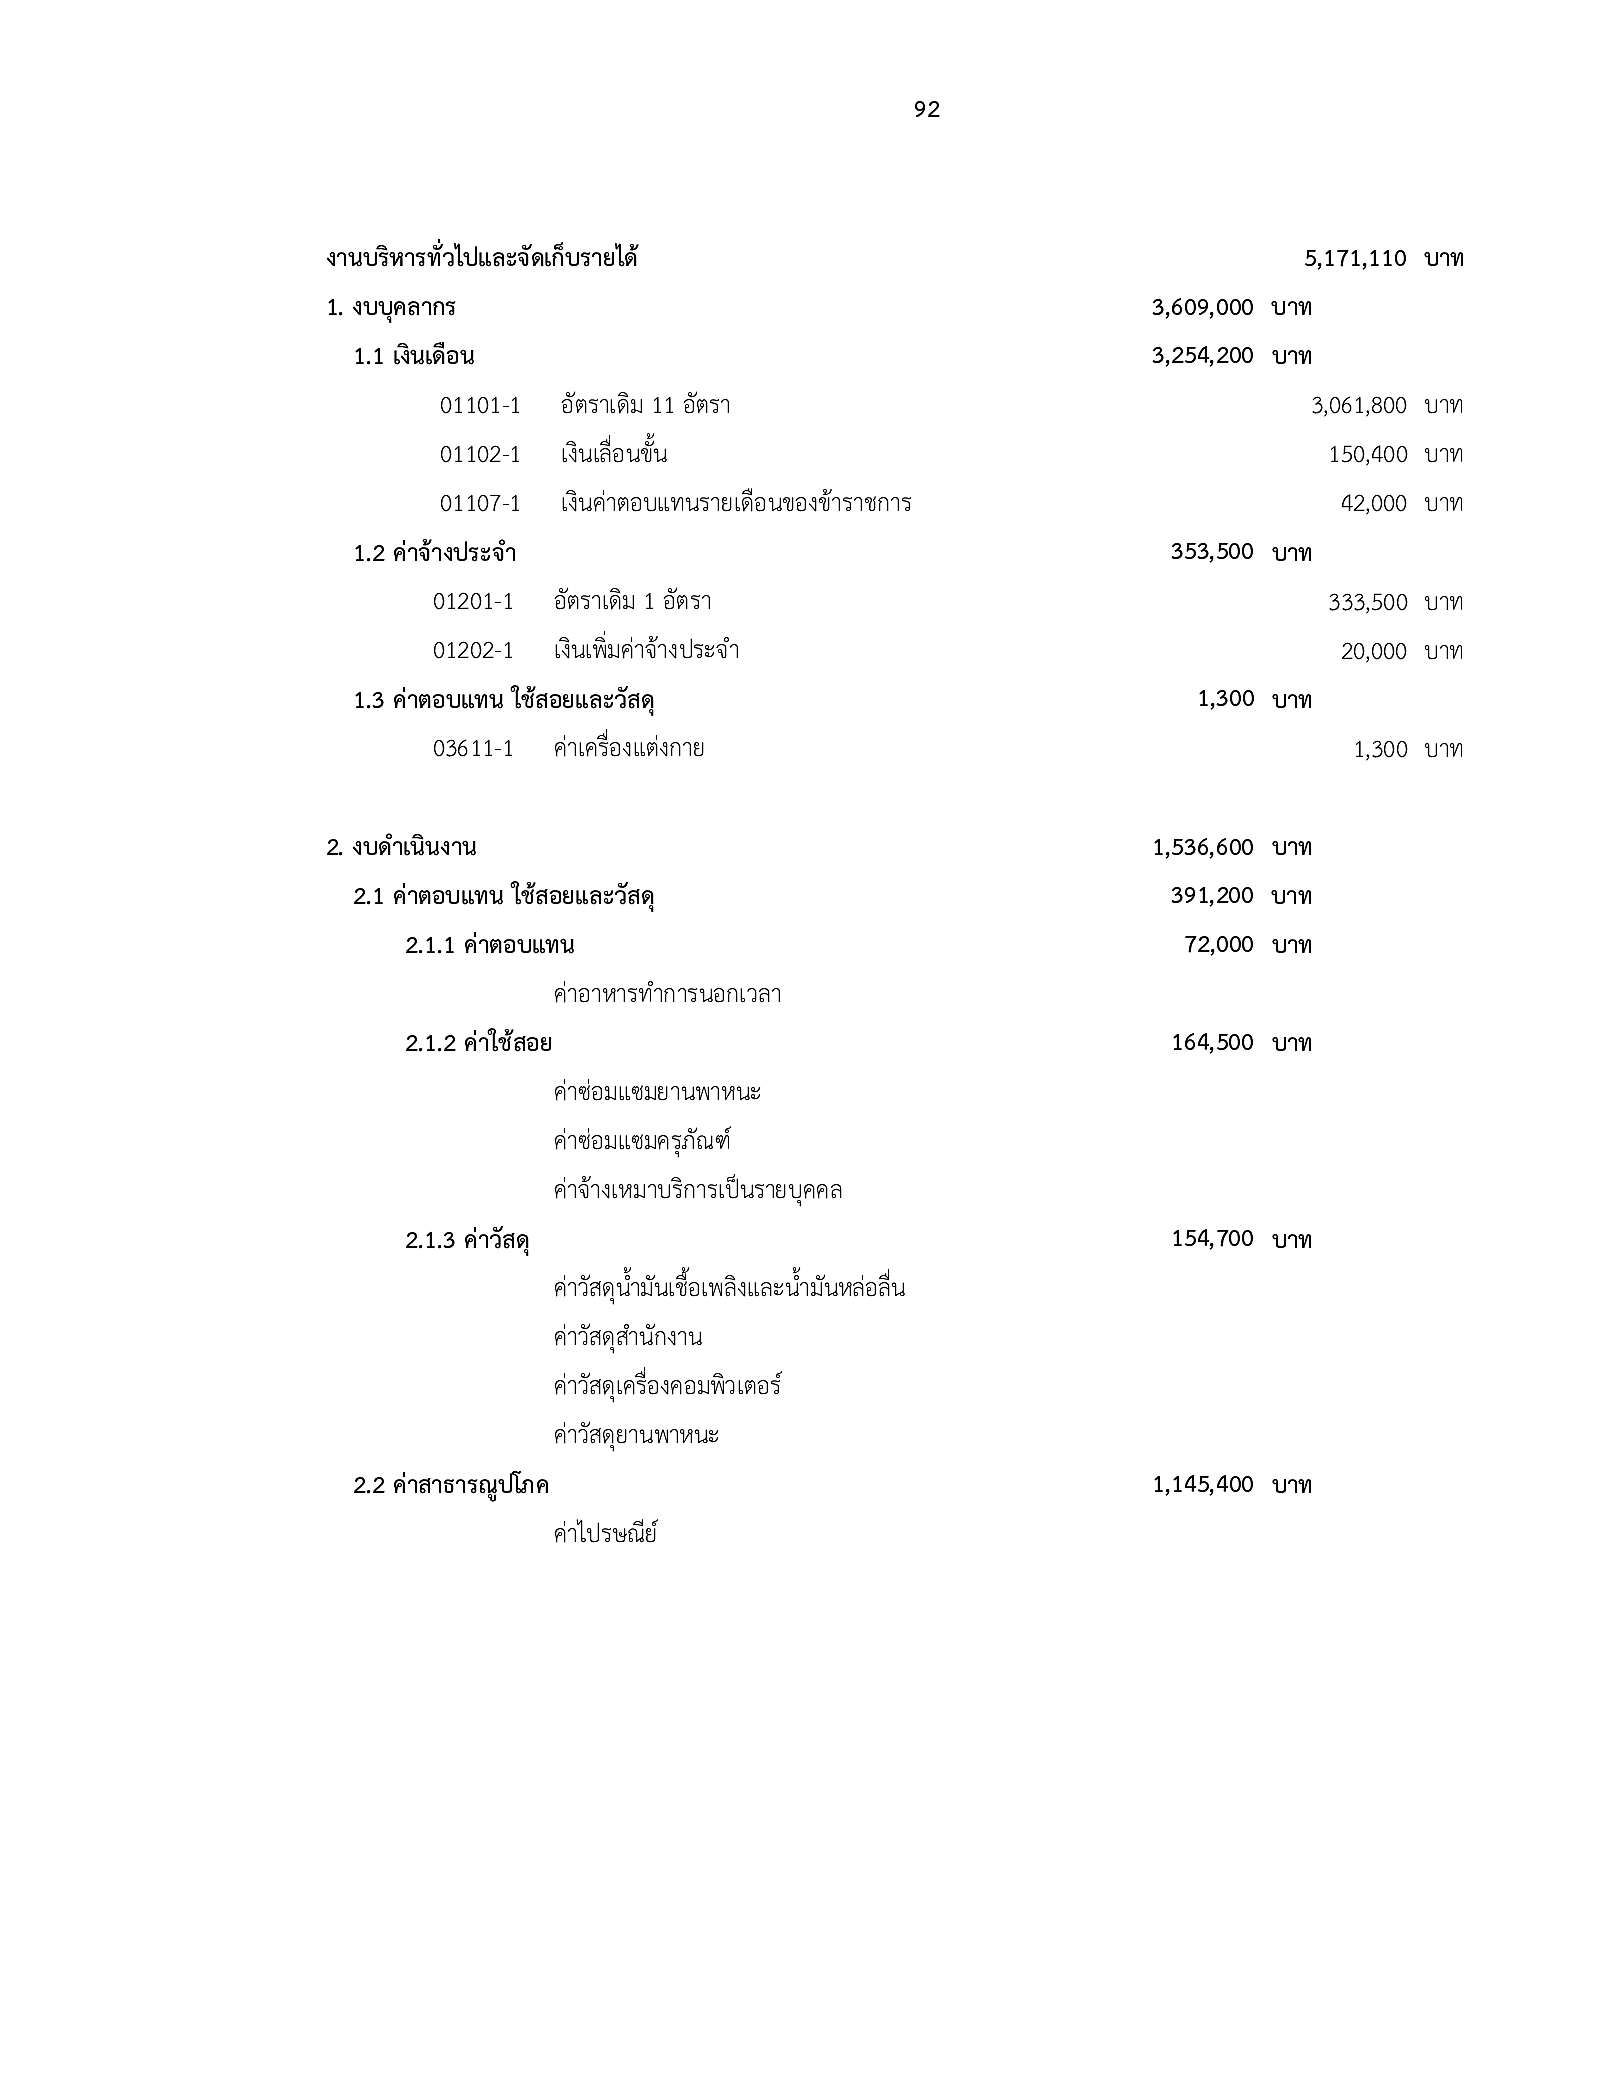 92
งานบริหารทั่วไปและจัดเก็บรายได้ 5,171,110 บาท
1. งบบุคลากร 3,609,000 บาท
1.1 เงินเดือน 3,254,200 บาท
01101-1 อัตราเดิม 11 อัตรา 3,061,800 บาท
01102-1 เงินเลื่อนขั้น 150,400 บาท
01107-1 เงินค่าตอบแทนรายเดือนของข้าราชการ 42,000 บาท
1.2 ค่าจ้างประจำ 353,500 บาท
01201-1 อัตราเดิม 1 อัตรา 333,500 บาท
01202-1 เงินเพิ่มค่าจ้างประจำ 20,000 บาท
1.3 ค่าตอบแทน ใช้สอยและวัสดุ 1,300 บาท
03611-1 ค่าเครื่องแต่งกาย 1,300 บาท
2. งบดำเนินงาน 1,536,600 บาท
2.1 ค่าตอบแทน ใช้สอยและวัสดุ 391,200 บาท
2.1.1 ค่าตอบแทน 72,000 บาท
ค่าอาหารทำการนอกเวลา
2.1.2 ค่าใช้สอย 164,500 บาท
ค่าซ่อมแซมยานพาหนะ
ค่าซ่อมแซมครุภัณฑ์
ค่าจ้างเหมาบริการเป็นรายบุคคล
2.1.3 ค่าวัสดุ 154,700 บาท
ค่าวัสดุน้ำมันเชื้อเพลิงและน้ำมันหล่อลื่น
ค่าวัสดุสำนักงาน
ค่าวัสดุเครื่องคอมพิวเตอร์
ค่าวัสดุยานพาหนะ
2.2 ค่าสาธารณูปโภค 1,145,400 บาท
ค่าไปรษณีย์